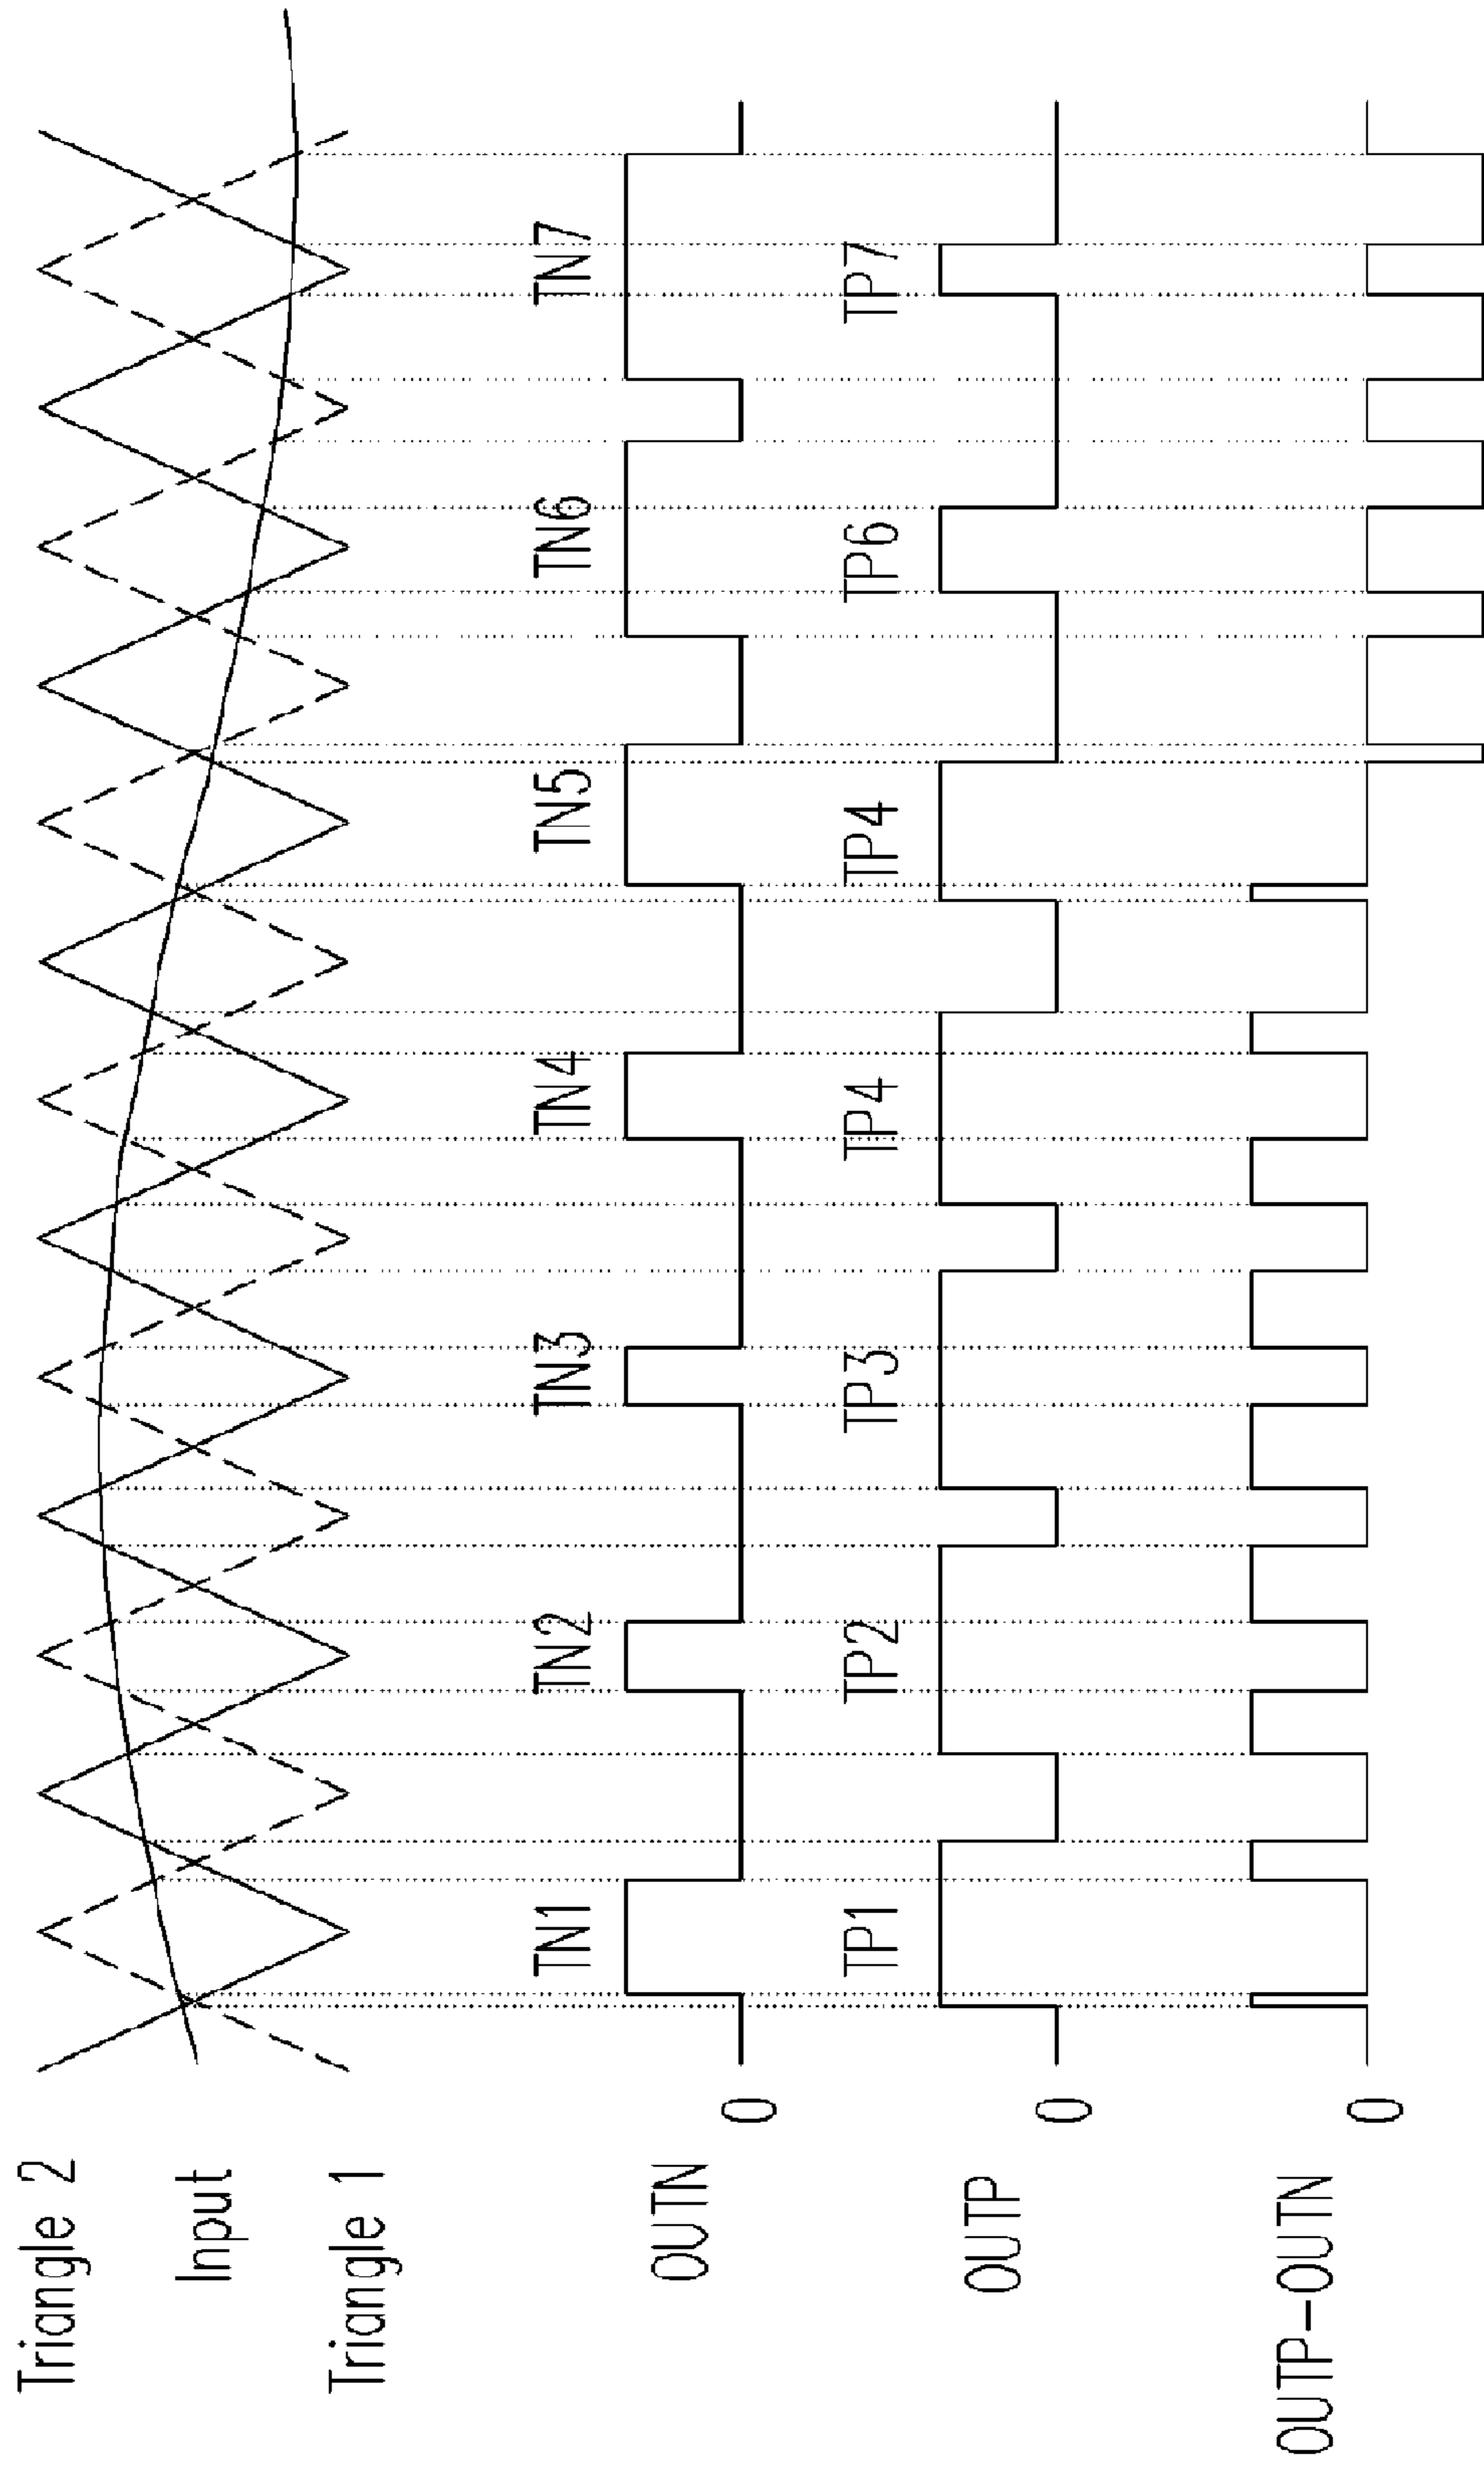 Triangle 2
Input
Triangle 1
TN1 TN2 TN3 TN4 TN5 TN6 TN7
OUTN 0
TP1 TP2 TP3 TP4 TP4 TP6 TP7
OUTP 0
OUTP-OUTN 0